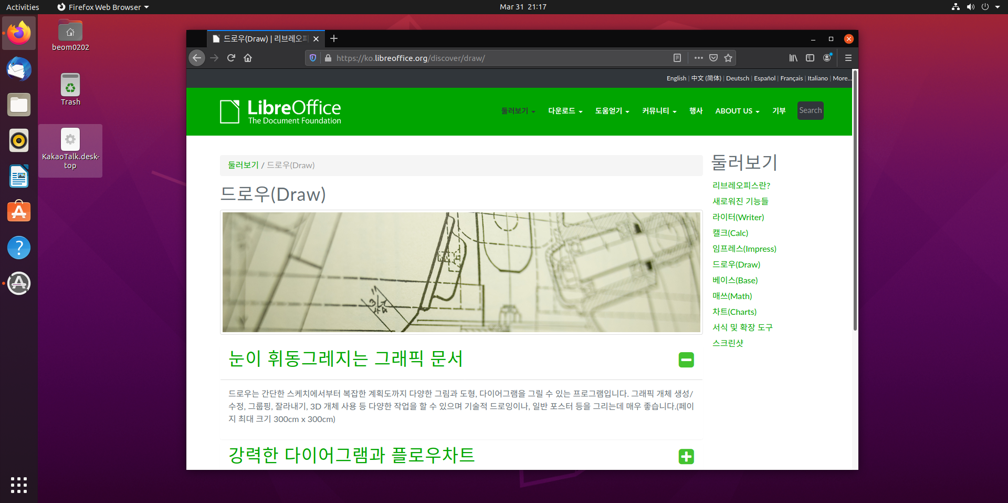 Activities
Firefox Web Browser
Mar 31 21:17
beom0202
Trash
KakaoTalk.desk-
top
드로우(Draw) | 리브레오피
https://ko.libreoffice.org/discover/draw/
English | 中文 (简体) | Deutsch | Español | Français | Italiano | More...
LibreOffice
The Document Foundation
둘러보기
다운로드
도움얻기
커뮤니티
행사
ABOUT US
기부
Search
둘러보기 / 드로우(Draw)
드로우(Draw)
눈이 휘동그레지는 그래픽 문서
드로우는 간단한 스케치에서부터 복잡한 계획도까지 다양한 그림과 도형, 다이어그램을 그릴 수 있는 프로그램입니다. 그래픽 개체 생성/
수정, 그룹핑, 잘라내기, 3D 개체 사용 등 다양한 작업을 할 수 있으며 기술적 드로잉이나, 일반 포스터 등을 그리는데 매우 좋습니다.(페이
지 최대 크기 300cm x 300cm)
강력한 다이어그램과 플로우차트
둘러보기
리브레오피스란?
새로워진 기능들
라이터(Writer)
캘크(Calc)
임프레스(Impress)
드로우(Draw)
베이스(Base)
매쓰(Math)
차트(Charts)
서식 및 확장 도구
스크린샷